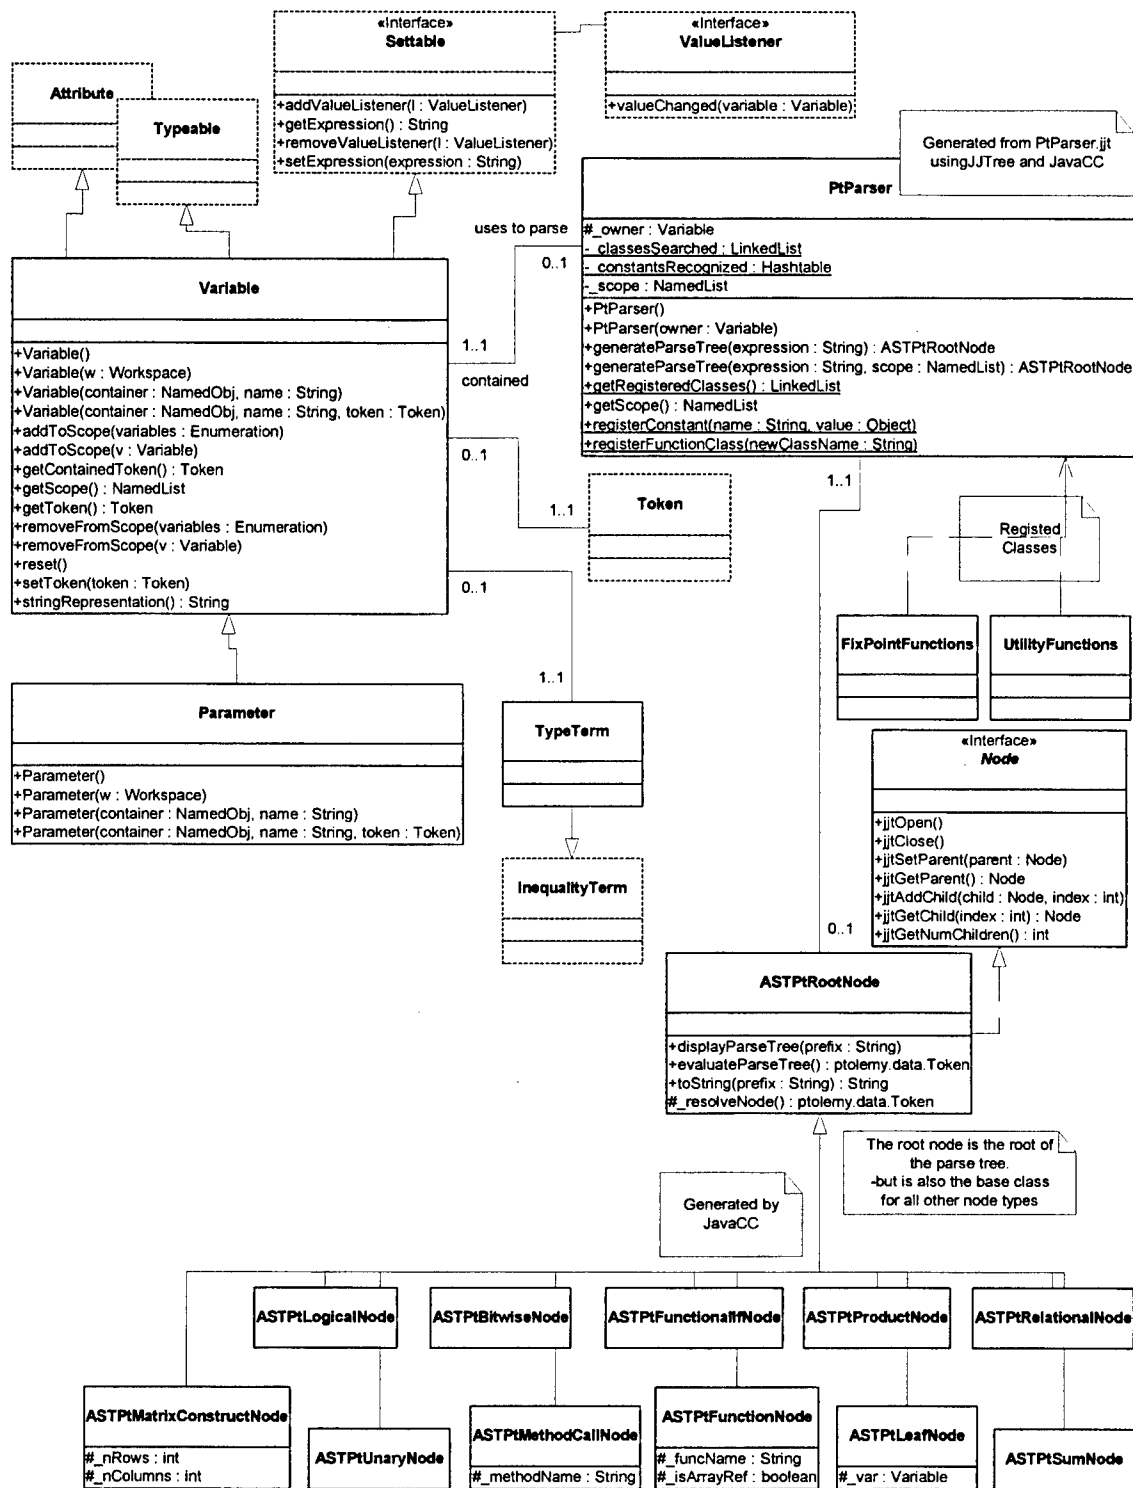 «Interface»
Settable
+addValueListener(l : ValueListener)
+getExpression() : String
+removeValueListener(l : ValueListener)
+setExpression(expression : String)
«Interface»
ValueListener
+valueChanged(variable : Variable)
Attribute
Typeable
Generated from PtParser.jjt
usingJJTree and JavaCC
PtParser
#_owner : Variable
-_classesSearched : LinkedList
-_constantsRecognized : Hashtable
-_scope : NamedList
+PtParser()
+PtParser(owner : Variable)
+generateParseTree(expression : String) : ASTPtRootNode
+generateParseTree(expression : String, scope : NamedList) : ASTPtRootNode
+getRegisteredClasses() : LinkedList
+getScope() : NamedList
+registerConstant(name : String, value : Object)
+registerFunctionClass(newClassName : String)
uses to parse
0..1
1..1
contained
Variable
+Variable()
+Variable(w : Workspace)
+Variable(container : NamedObj, name : String)
+Variable(container : NamedObj, name : String, token : Token)
+addToScope(variables : Enumeration)
+addToScope(v : Variable)
+getContainedToken() : Token
+getScope() : NamedList
+getToken() : Token
+removeFromScope(variables : Enumeration)
+removeFromScope(v : Variable)
+reset()
+setToken(token : Token)
+stringRepresentation() : String
0..1
1..1
Token
1..1
Registed
Classes
0..1
FixPointFunctions
UtilityFunctions
1..1
Parameter
+Parameter()
+Parameter(w : Workspace)
+Parameter(container : NamedObj, name : String)
+Parameter(container : NamedObj, name : String, token : Token)
TypeTerm
InequalityTerm
«Interface»
Node
+jjtOpen()
+jjtClose()
+jjtSetParent(parent : Node)
+jjtGetParent() : Node
+jjtAddChild(child : Node, index : int)
+jjtGetChild(index : int) : Node
+jjtGetNumChildren() : int
0..1
ASTPtRootNode
+displayParseTree(prefix : String)
+evaluateParseTree() : ptolemy.data.Token
+toString(prefix : String) : String
#_resolveNode() : ptolemy.data.Token
The root node is the root of
the parse tree.
-but is also the base class
for all other node types
Generated by
JavaCC
ASTPtLogicalNode
ASTPtBitwiseNode
ASTPtFunctionalIfNode
ASTPtProductNode
ASTPtRelationalNode
ASTPtMatrixConstructNode
#_nRows : int
#_nColumns : int
ASTPtUnaryNode
ASTPtMethodCallNode
#_methodName : String
ASTPtFunctionNode
#_funcName : String
#_isArrayRef : boolean
ASTPtLeafNode
#_var : Variable
ASTPtSumNode